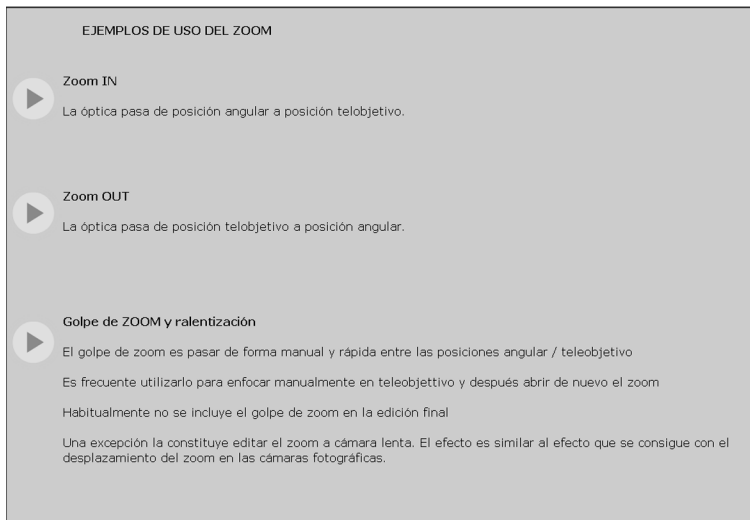 EJEMPLOS DE USO DEL ZOOM
Zoom IN
La óptica pasa de posición angular a posición telobjetivo.
Zoom OUT
La óptica pasa de posición telobjetivo a posición angular.
Golpe de ZOOM y ralentización
El golpe de zoom es pasar de forma manual y rápida entre las posiciones angular / teleobjetivo
Es frecuente utilizarlo para enfocar manualmente en teleobjettivo y después abrir de nuevo el zoom
Habitualmente no se incluye el golpe de zoom en la edición final
Una excepción la constituye editar el zoom a cámara lenta. El efecto es similar al efecto que se consigue con el
desplazamiento del zoom en las cámaras fotográficas.